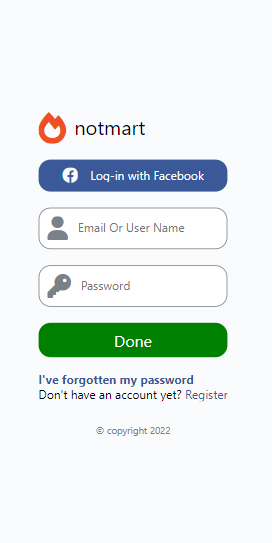 notmart
Log-in with Facebook
Email Or User Name
Password
Done
I've forgotten my password
Don't have an account yet? Register
© copyright 2022